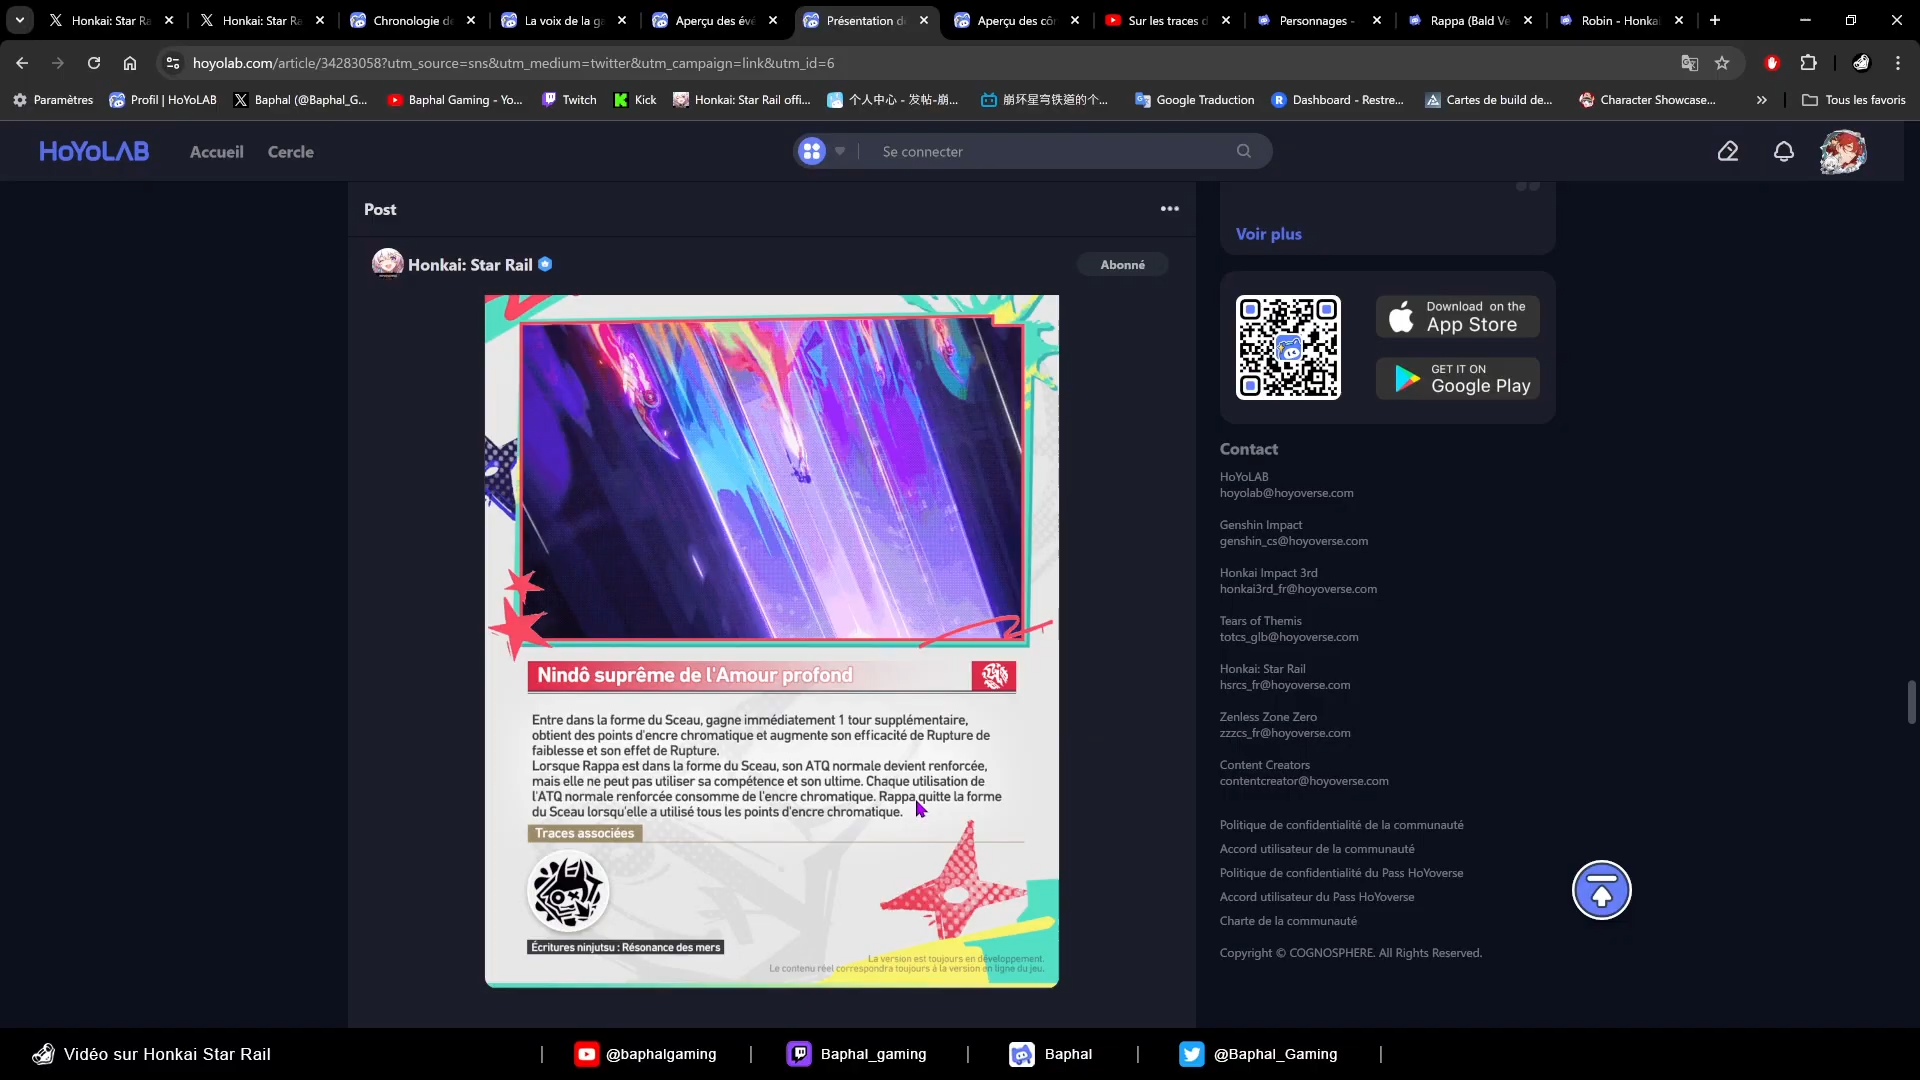 Honkai: Star Ra
Honkai: Star Ra
Chronologie de
La voix de la ga
Aperçu des évé
Présentation d
Aperçu des cô
Sur les traces d
Personnages -
Rappa (Bald Ve
Robin - Honkai
hoyolab.com/article/34283058?utm_source=sns&utm_medium=twitter&utm_campaign=link&utm_id=6
Paramètres
Profil | HoYoLAB
Baphal (@Baphal_G...
Baphal Gaming - Yo...
Twitch
Kick
Honkai: Star Rail offi...
个人中心 - 发帖-崩...
崩坏星穹铁道的个...
Google Traduction
Dashboard - Restre...
Cartes de build de...
Character Showcase...
Tous les favoris
HoYoLAB
Accueil
Cercle
Se connecter
Post
Honkai: Star Rail
Abonné
Nindô suprême de l'Amour profond
Entre dans la forme du Sceau, gagne immédiatement 1 tour supplémentaire,
obtient des points d'encre chromatique et augmente son efficacité de Rupture de
faiblesse et son effet de Rupture.
Lorsque Rappa est dans la forme du Sceau, son ATQ normale devient renforcée,
mais elle ne peut pas utiliser sa compétence et son ultime. Chaque utilisation de
l'ATQ normale renforcée consomme de l'encre chromatique. Rappa quitte la forme
du Sceau lorsqu'elle a utilisé tous les points d'encre chromatique.
Traces associées
Écritures ninjutsu : Résonance des mers
La version est toujours en développement.
Le contenu réel correspondra toujours à la version en ligne du jeu.
Voir plus
Download on the
App Store
GET IT ON
Google Play
Contact
HoYoLAB
hoyolab@hoyoverse.com
Genshin Impact
genshin_cs@hoyoverse.com
Honkai Impact 3rd
honkai3rd_fr@hoyoverse.com
Tears of Themis
totcs_glb@hoyoverse.com
Honkai: Star Rail
hsrcs_fr@hoyoverse.com
Zenless Zone Zero
zzzcs_fr@hoyoverse.com
Content Creators
contentcreator@hoyoverse.com
Politique de confidentialité de la communauté
Accord utilisateur de la communauté
Politique de confidentialité du Pass HoYoverse
Accord utilisateur du Pass HoYoverse
Charte de la communauté
Copyright © COGNOSPHERE. All Rights Reserved.
Vidéo sur Honkai Star Rail
@baphalgaming
Baphal_gaming
Baphal
@Baphal_Gaming